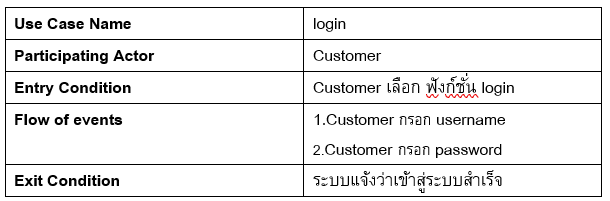 Use Case Name login
Participating Actor Customer
Entry Condition Customer เลือก ฟังก์ชั่น login
Flow of events 1.Customer กรอก username
2.Customer กรอก password
Exit Condition ระบบแจ้งว่าเข้าสู่ระบบสำเร็จ